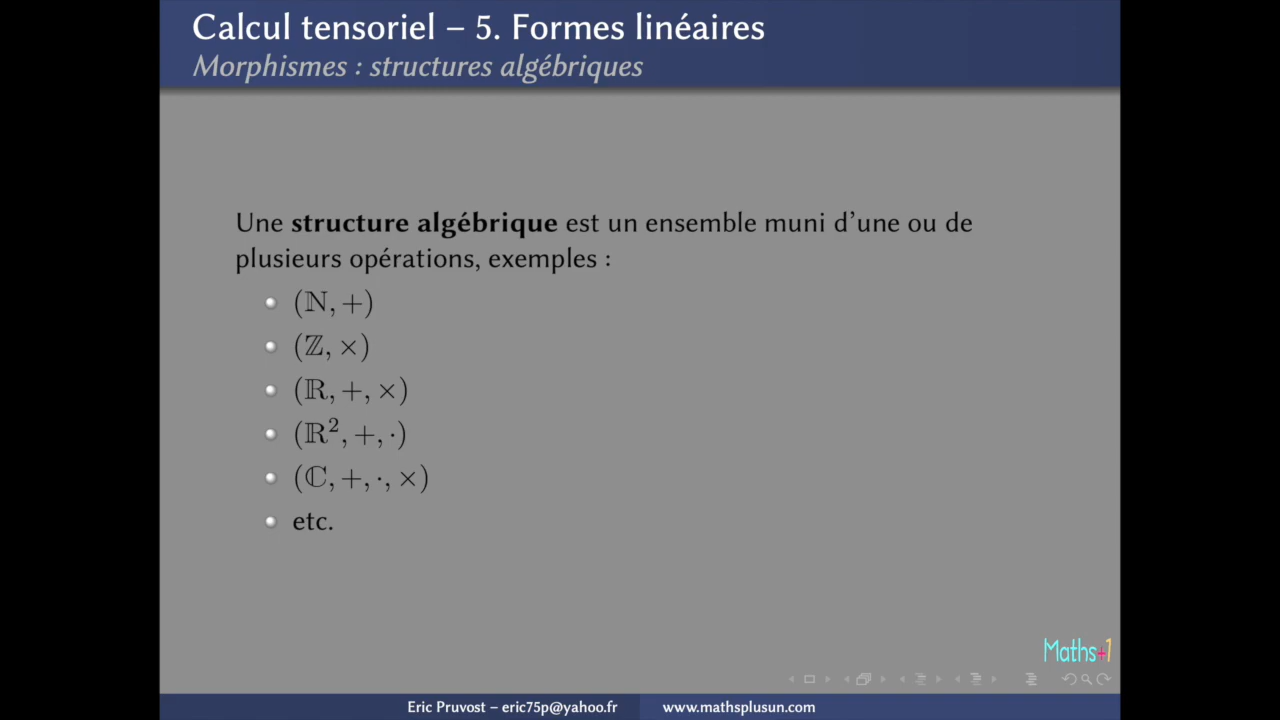 Calcul tensoriel – 5. Formes linéaires
Morphismes : structures algébriques
Une structure algébrique est un ensemble muni d'une ou de
plusieurs opérations, exemples :
(ℕ, +)
(ℤ, ×)
(ℝ, +, ×)
(ℝ², +, ·)
(ℂ, +, ·, ×)
etc.
Maths+1
Eric Pruvost – eric75p@yahoo.fr
www.mathsplusun.com